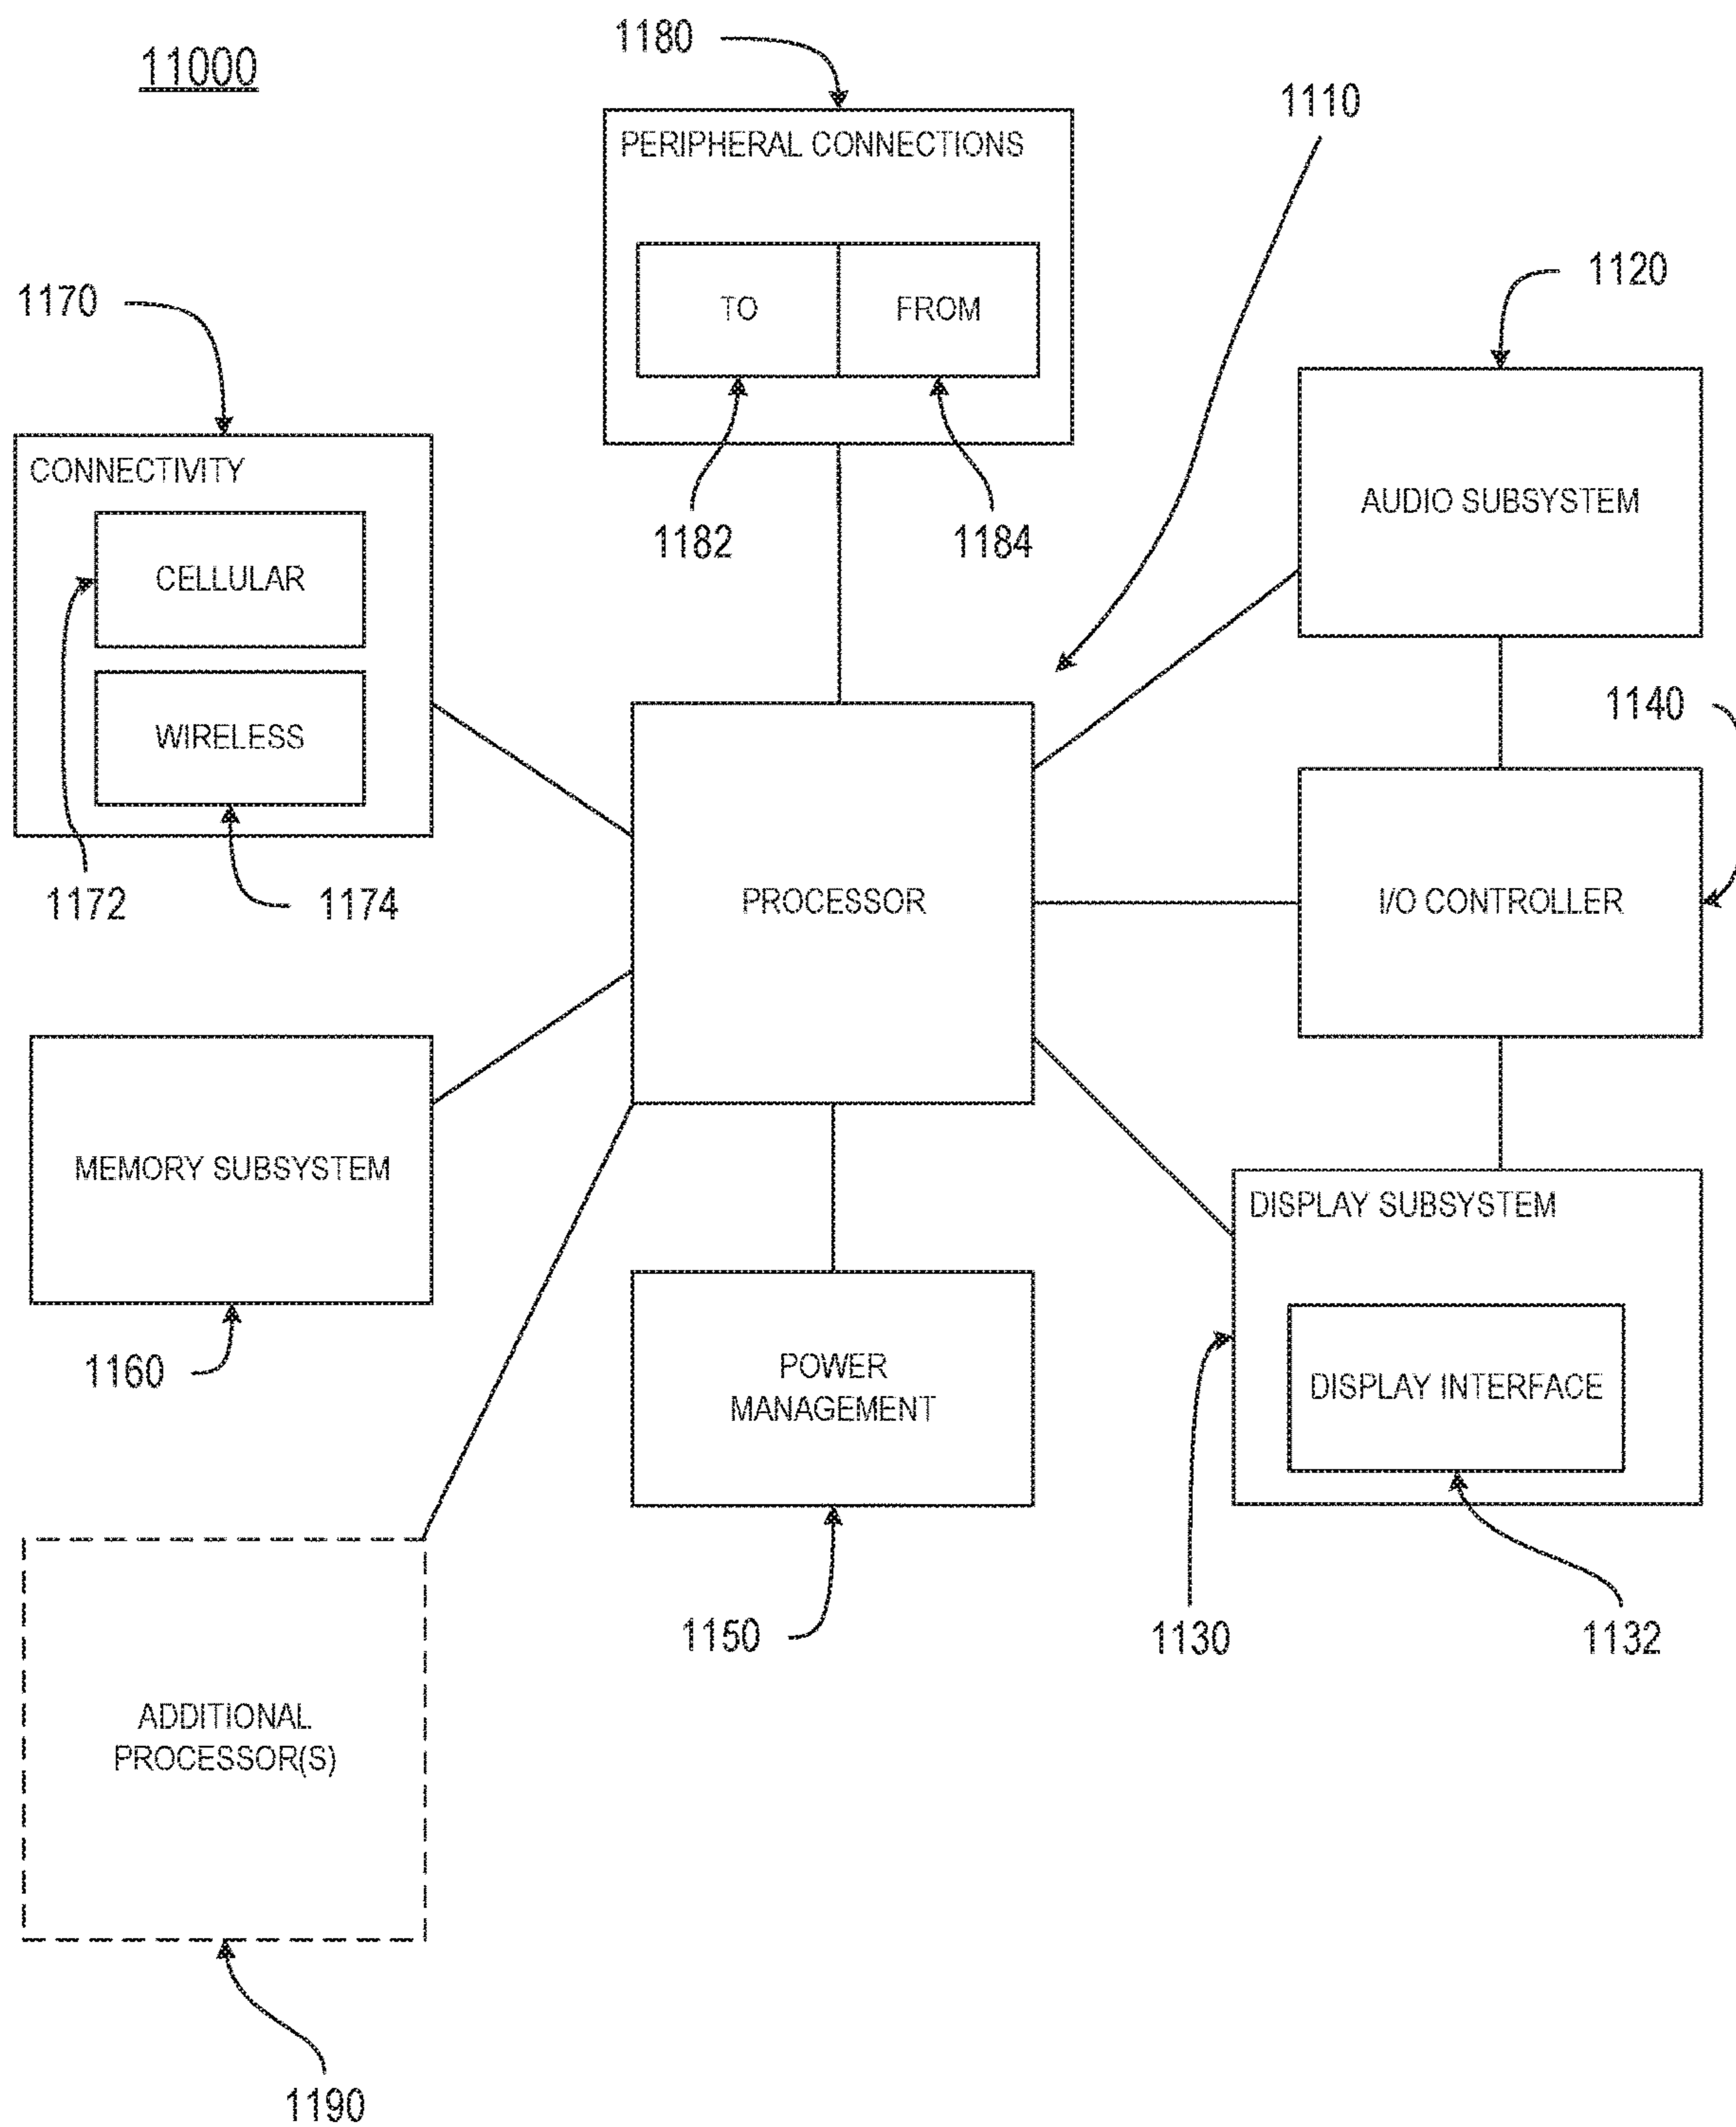 11000
1180
PERIPHERAL CONNECTIONS
1110
TO
FROM
1170
1120
CONNECTIVITY
CELLULAR
WIRELESS
1182
1184
AUDIO SUBSYSTEM
1140
1172
1174
PROCESSOR
I/O CONTROLLER
MEMORY SUBSYSTEM
DISPLAY SUBSYSTEM
1160
POWER
MANAGEMENT
DISPLAY INTERFACE
1150
1130
1132
ADDITIONAL
PROCESSOR(S)
1190